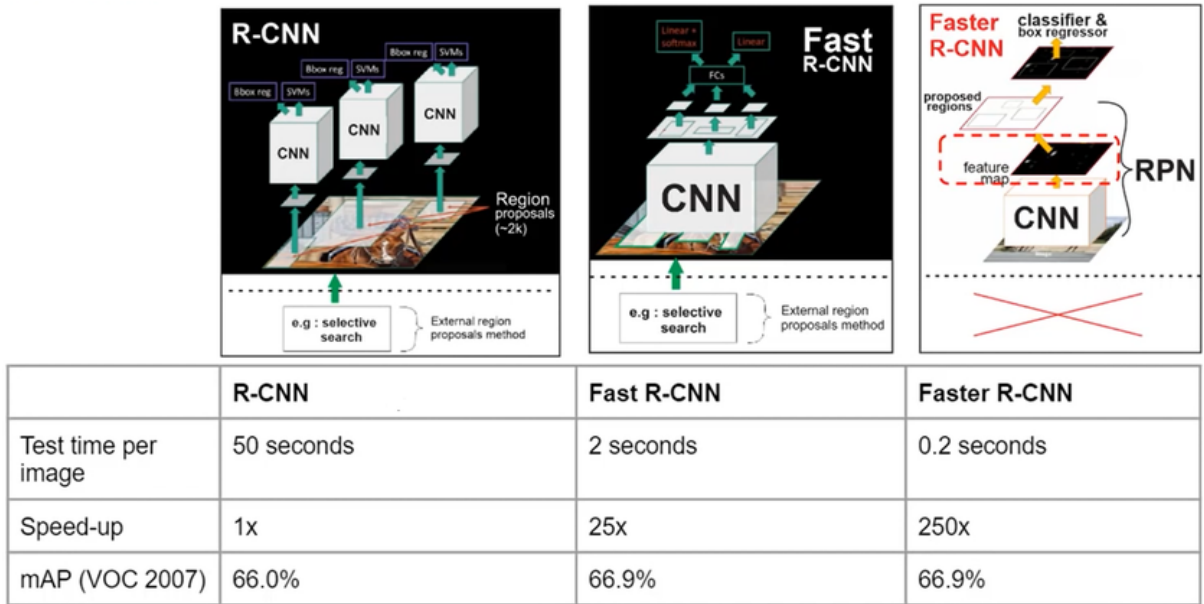 R-CNN
Bbox reg SVMs
Bbox reg SVMs
Bbox reg SVMs
CNN
CNN
CNN
Region
proposals
(~2k)
e.g : selective
search
External region
proposals method
Linear +
softmax
Linear
Fast
R-CNN
FCs
CNN
e.g : selective
search
External region
proposals method
Faster
R-CNN
classifier &
box regressor
proposed
regions
feature
map
RPN
CNN
R-CNN Fast R-CNN Faster R-CNN
Test time per
image
50 seconds 2 seconds 0.2 seconds
Speed-up 1x 25x 250x
mAP (VOC 2007) 66.0% 66.9% 66.9%